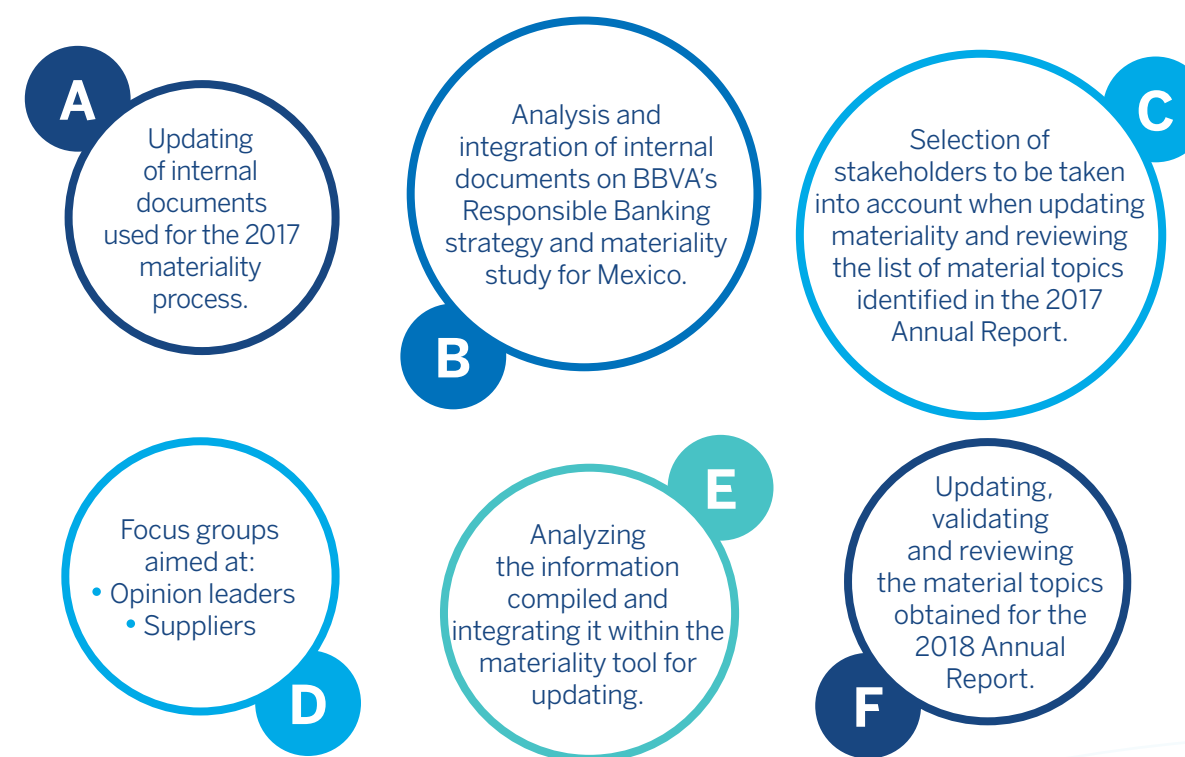 A
Updating
of internal
documents
used for the 2017
materiality
process.
Analysis and
integration of internal
documents on BBVA's
Responsible Banking
strategy and materiality
study for Mexico.
B
C
Selection of
stakeholders to be taken
into account when updating
materiality and reviewing
the list of material topics
identified in the 2017
Annual Report.
Focus groups
aimed at:
• Opinion leaders
• Suppliers
D
E
Analyzing
the information
compiled and
integrating it within the
materiality tool for
updating.
Updating,
validating
and reviewing
the material topics
obtained for the
2018 Annual
Report.
F